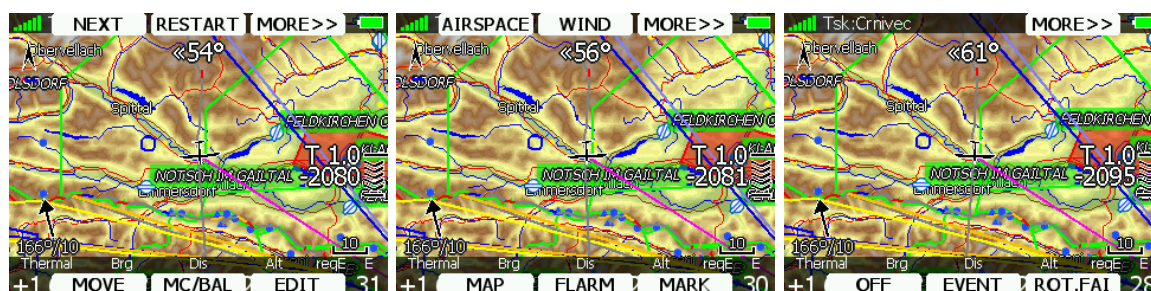 NEXT RESTART MORE>>
Obervellach
«54°
OLSDORF
Spittal
FELDKIRCHEN
T 1.0
-2080
NOTSCH IM GAILTAL
Emmersdorf
166°/10
10
Thermal Brg Dis Alt reqE E
+1 MOVE MC/BAL EDIT 31
AIRSPACE WIND MORE>>
Obervellach
«56°
OLSDORF
Spittal
FELDKIRCHEN
T 1.0
-2081
NOTSCH IM GAILTAL
Emmersdorf
166°/10
10
Thermal Brg Dis Alt reqE E
+1 MAP FLARM MARK 30
Tsk:Crnivec MORE>>
Obervellach
«61°
OLSDORF
Spittal
FELDKIRCHEN
T 1.0
-2095
NOTSCH IM GAILTAL
Emmersdorf
166°/10
10
Thermal Brg Dis Alt reqE E
+1 OFF EVENT ROT.FAI 28